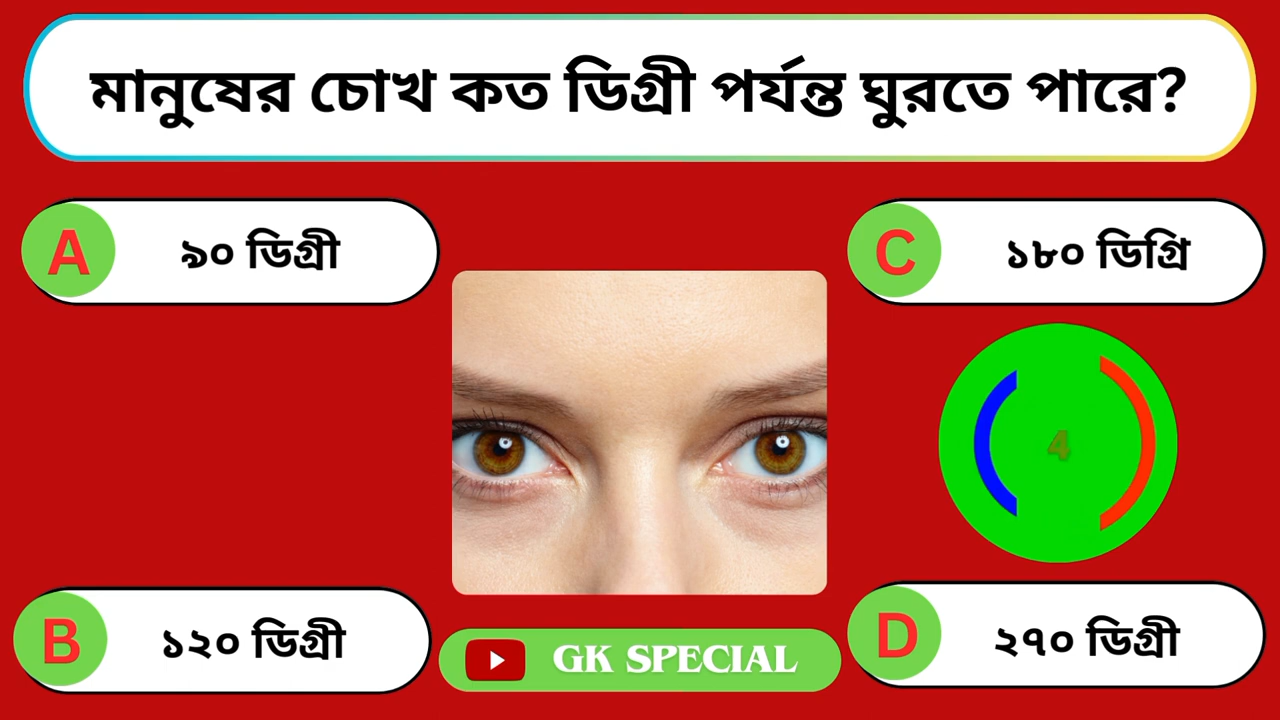 মানুষের চোখ কত ডিগ্রী পর্যন্ত ঘুরতে পারে?
A ৯০ ডিগ্রী
C ১৮০ ডিগ্রি
4
B ১২০ ডিগ্রী
D ২৭০ ডিগ্রী
GK SPECIAL